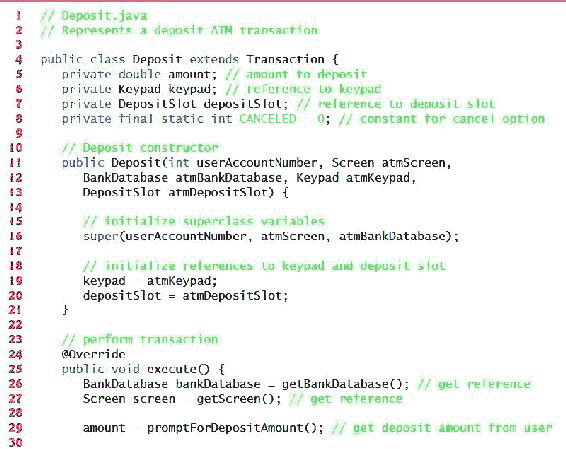 1 // Deposit.java
2 // Represents a deposit ATM transaction
3
4 public class Deposit extends Transaction {
5 private double amount; // amount to deposit
6 private Keypad keypad; // reference to keypad
7 private DepositSlot depositSlot; // reference to deposit slot
8 private final static int CANCELED = 0; // constant for cancel option
9
10 // Deposit constructor
11 public Deposit(int userAccountNumber, Screen atmScreen,
12 BankDatabase atmBankDatabase, Keypad atmKeypad,
13 DepositSlot atmDepositSlot) {
14
15 // initialize superclass variables
16 super(userAccountNumber, atmScreen, atmBankDatabase);
17
18 // initialize references to keypad and deposit slot
19 keypad = atmKeypad;
20 depositSlot = atmDepositSlot;
21 }
22
23 // perform transaction
24 @Override
25 public void execute() {
26 BankDatabase bankDatabase = getBankDatabase(); // get reference
27 Screen screen = getScreen(); // get reference
28
29 amount = promptForDepositAmount(); // get deposit amount from user
30